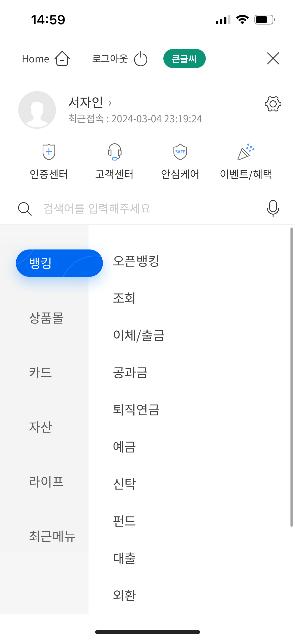 14:59
Home 로그아웃 큰글씨
서자인 ›
최근접속 : 2024-03-04 23:19:24
인증센터 고객센터 안심케어 이벤트/혜택
검색어를 입력해주세요
뱅킹
상품몰
카드
자산
라이프
최근메뉴
오픈뱅킹
조회
이체/출금
공과금
퇴직연금
예금
신탁
펀드
대출
외환